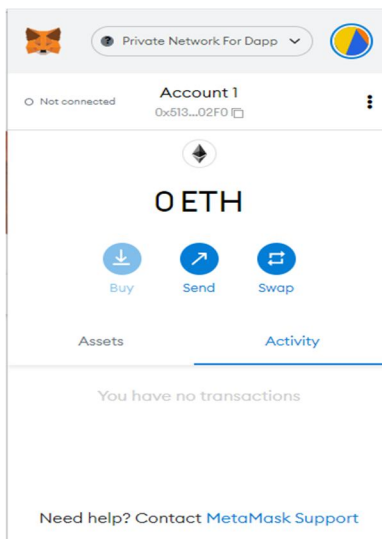 Private Network For Dapp
Not connected
Account 1
0x513...02F0
0 ETH
Buy
Send
Swap
Assets
Activity
You have no transactions
Need help? Contact MetaMask Support